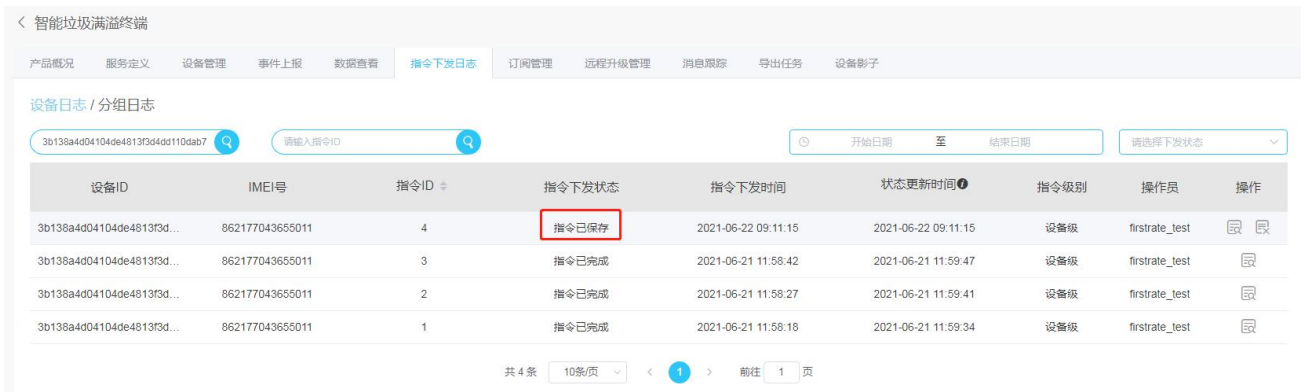 智能垃圾满溢终端
产品概况 服务定义 设备管理 事件上报 数据查看 指令下发日志 订阅管理 远程升级管理 消息跟踪 导出任务 设备影子
设备日志 / 分组日志
3b138a4d04104de4813f3d4dd110dab7 请输入指令ID 开始日期 至 结束日期 请选择下发状态
设备ID IMEI号 指令ID 指令下发状态 指令下发时间 状态更新时间 指令级别 操作员 操作
3b138a4d04104de4813f3d... 862177043655011 4 指令已保存 2021-06-22 09:11:15 2021-06-22 09:11:15 设备级 firstrate_test
3b138a4d04104de4813f3d... 862177043655011 3 指令已完成 2021-06-21 11:58:42 2021-06-21 11:59:47 设备级 firstrate_test
3b138a4d04104de4813f3d... 862177043655011 2 指令已完成 2021-06-21 11:58:27 2021-06-21 11:59:41 设备级 firstrate_test
3b138a4d04104de4813f3d... 862177043655011 1 指令已完成 2021-06-21 11:58:18 2021-06-21 11:59:34 设备级 firstrate_test
共 4 条 10条/页 1 前往 1 页